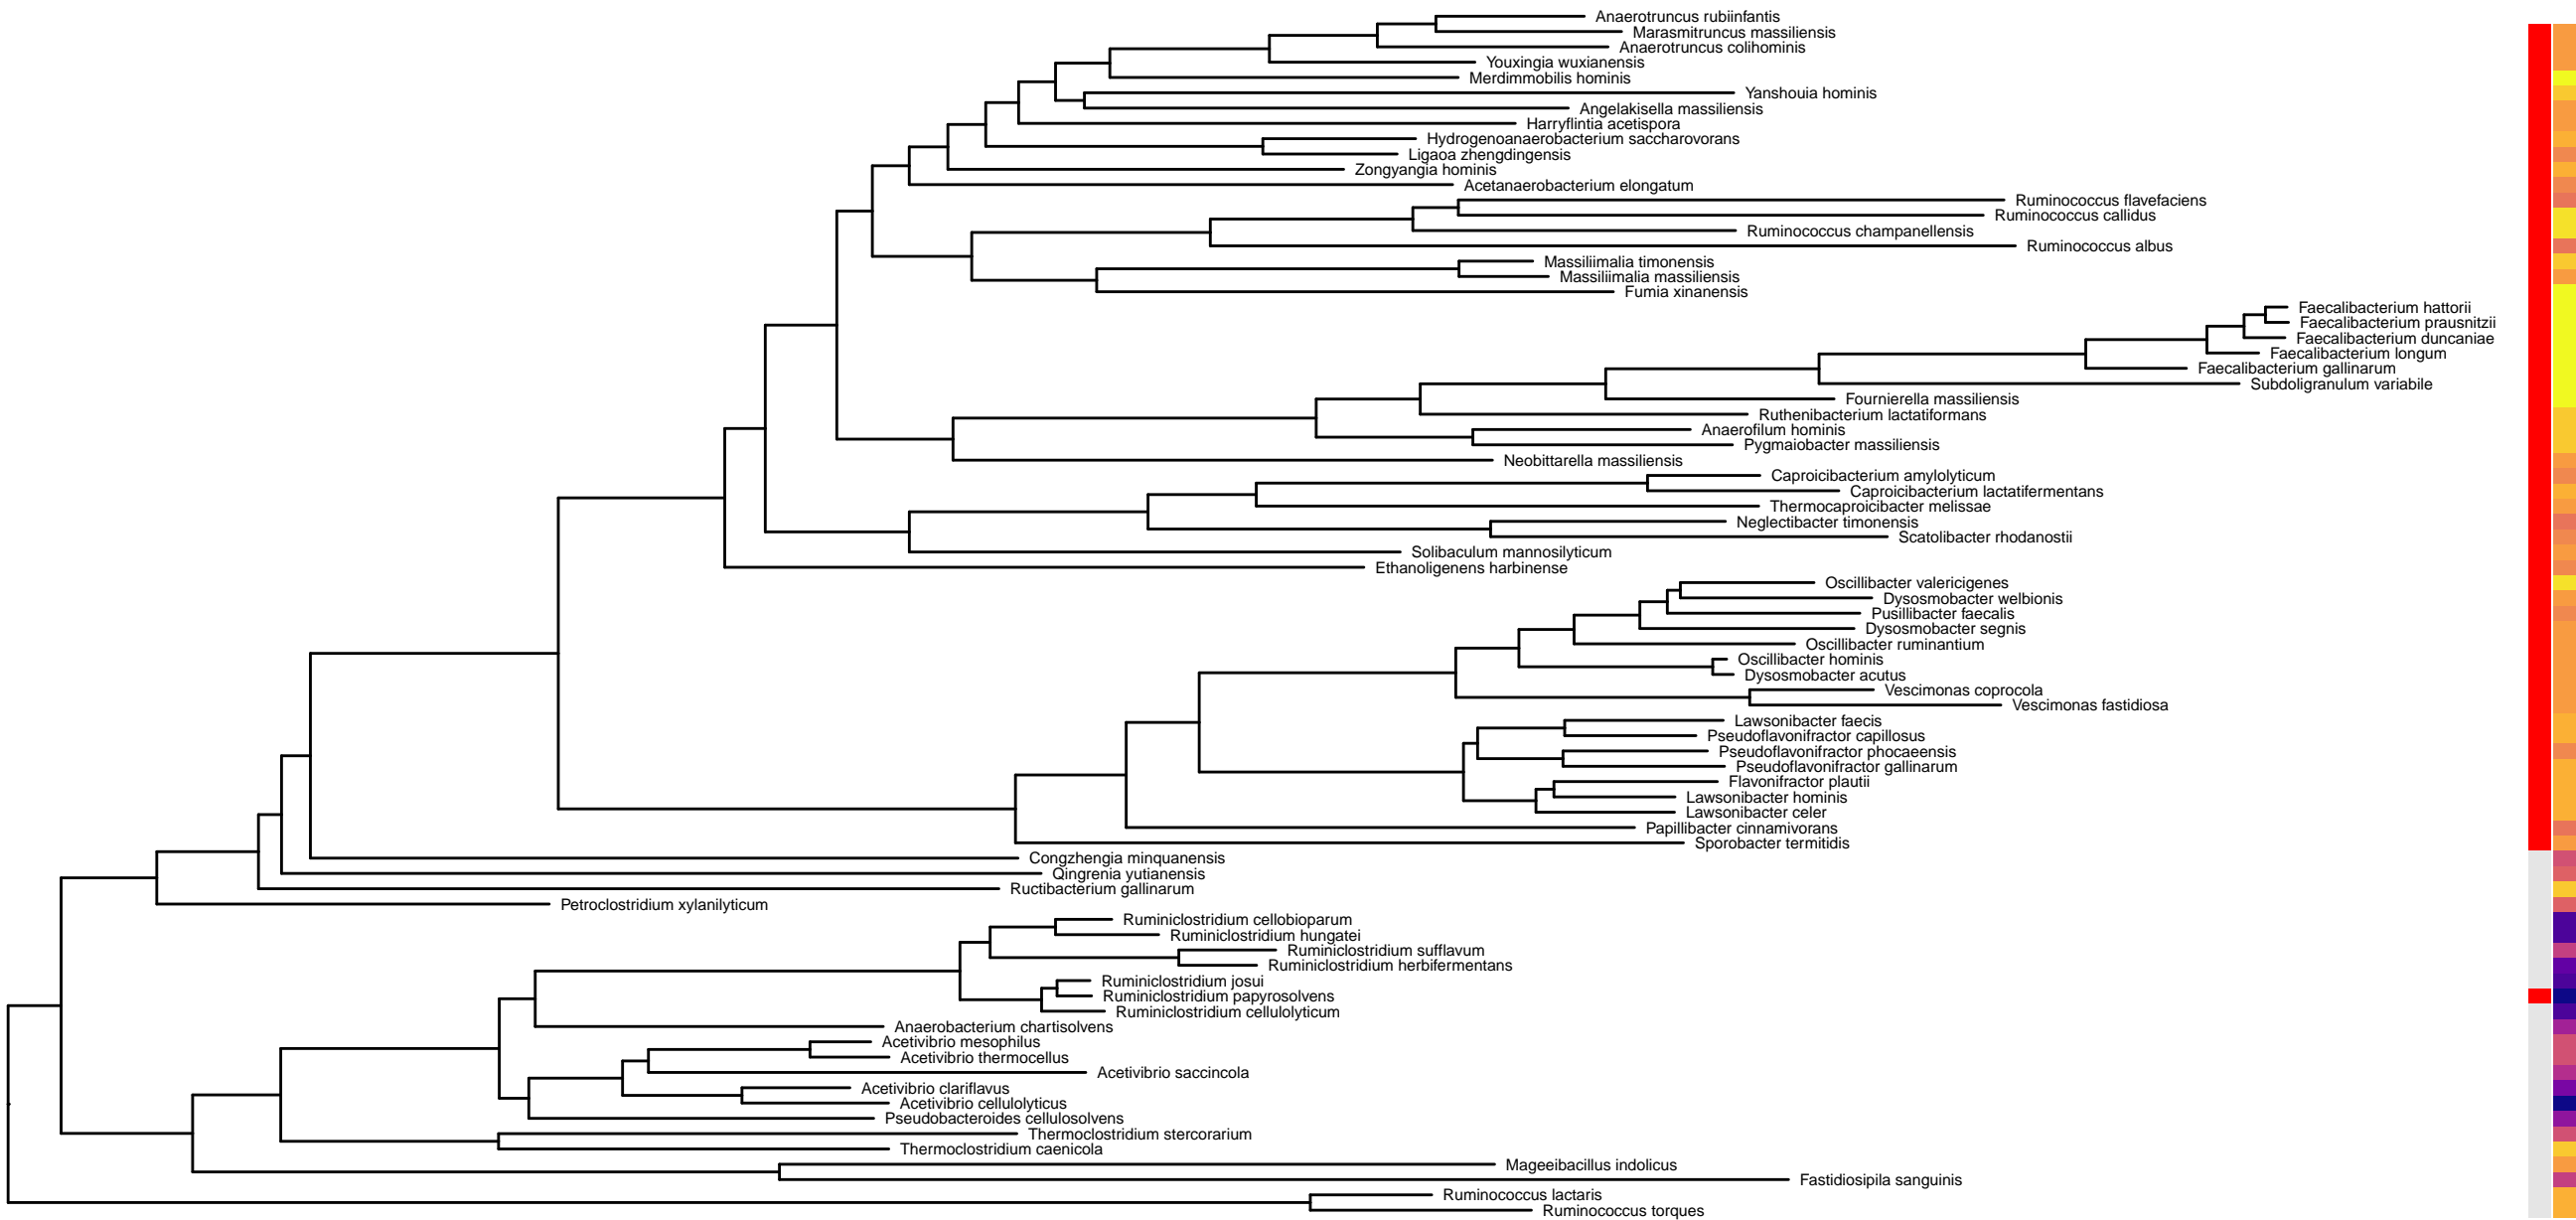 Anaerotruncus rubiinfantis
Marasmitruncus massiliensis
Anaerotruncus colihominis
Youxingia wuxianensis
Merdimmobilis hominis
Yanshouia hominis
Angelakisella massiliensis
Harryflintia acetispora
Hydrogenoanaerobacterium saccharovorans
Ligaoa zhengdingensis
Zongyangia hominis
Acetanaerobacterium elongatum
Ruminococcus flavefaciens
Ruminococcus callidus
Ruminococcus champanellensis
Ruminococcus albus
Massiliimalia timonensis
Massiliimalia massiliensis
Fumia xinanensis
Faecalibacterium hattorii
Faecalibacterium prausnitzii
Faecalibacterium duncaniae
Faecalibacterium longum
Faecalibacterium gallinarum
Subdoligranulum variabile
Fournierella massiliensis
Ruthenibacterium lactatiformans
Anaerofilum hominis
Pygmaiobacter massiliensis
Neobittarella massiliensis
Caproicibacterium amylolyticum
Caproicibacterium lactatifermentans
Thermocaproicibacter melissae
Neglectibacter timonensis
Scatolibacter rhodanostii
Solibaculum mannosilyticum
Ethanoligenens harbinense
Oscillibacter valericigenes
Dysosmobacter welbionis
Pusillibacter faecalis
Dysosmobacter segnis
Oscillibacter ruminantium
Oscillibacter hominis
Dysosmobacter acutus
Vescimonas coprocola
Vescimonas fastidiosa
Lawsonibacter faecis
Pseudoflavonifractor capillosus
Pseudoflavonifractor phocaeensis
Pseudoflavonifractor gallinarum
Flavonifractor plautii
Lawsonibacter hominis
Lawsonibacter celer
Papillibacter cinnamivorans
Sporobacter termitidis
Congzhengia minquanensis
Qingrenia yutianensis
Ructibacterium gallinarum
Petroclostridium xylanilyticum
Ruminiclostridium cellobioparum
Ruminiclostridium hungatei
Ruminiclostridium sufflavum
Ruminiclostridium herbifermentans
Ruminiclostridium josui
Ruminiclostridium papyrosolvens
Ruminiclostridium cellulolyticum
Anaerobacterium chartisolvens
Acetivibrio mesophilus
Acetivibrio thermocellus
Acetivibrio saccincola
Acetivibrio clariflavus
Acetivibrio cellulolyticus
Pseudobacteroides cellulosolvens
Thermoclostridium stercorarium
Thermoclostridium caenicola
Mageeibacillus indolicus
Fastidiosipila sanguinis
Ruminococcus lactaris
Ruminococcus torques